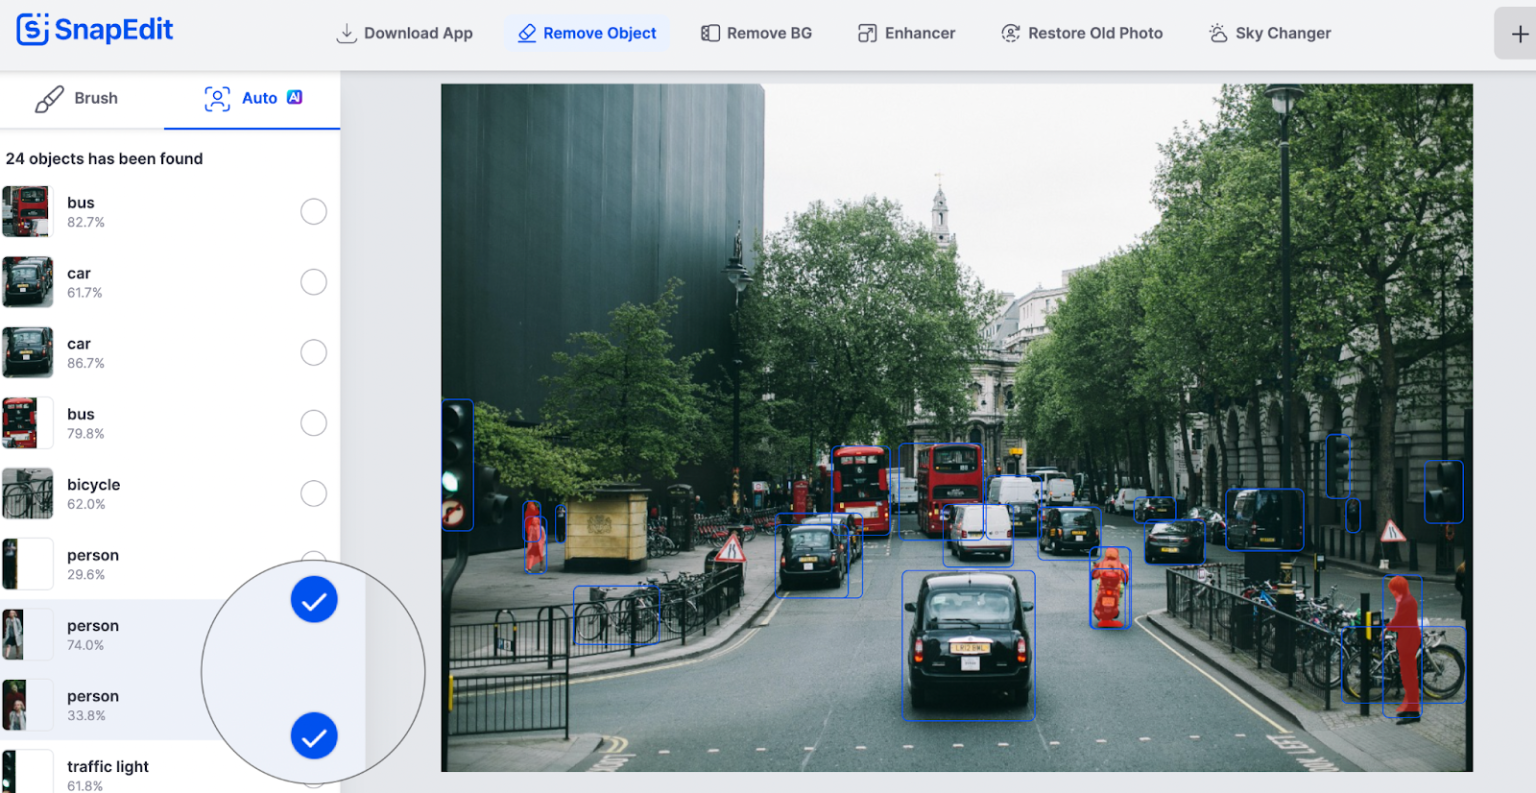 SnapEdit
Download App
Remove Object
Remove BG
Enhancer
Restore Old Photo
Sky Changer
+
Brush
Auto AI
24 objects has been found
bus
82.7%
car
61.7%
car
86.7%
bus
79.8%
bicycle
62.0%
person
29.6%
person
74.0%
person
33.8%
traffic light
61.8%
LOOK LEFT